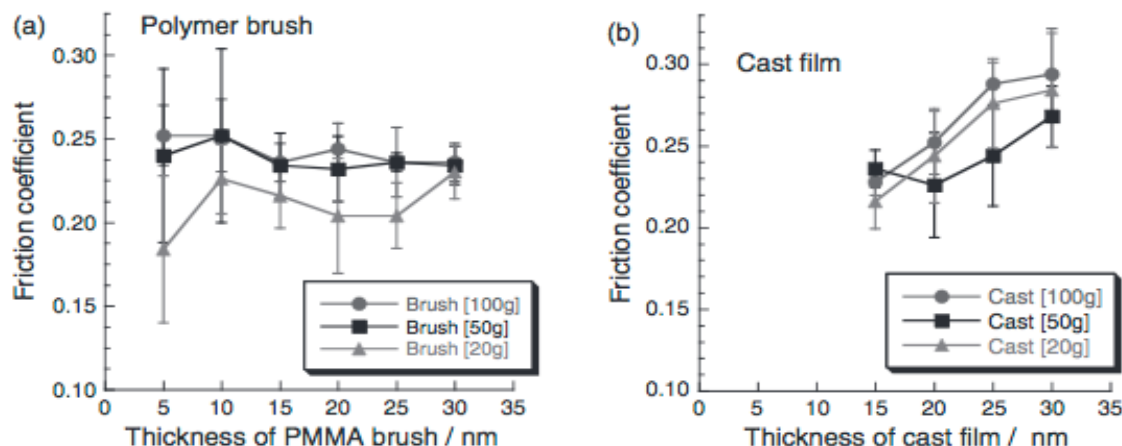 (a) Polymer brush
0.30
0.25
0.20
0.15
0.10
Friction coefficient
Brush [100g]
Brush [50g]
Brush [20g]
0 5 10 15 20 25 30 35
Thickness of PMMA brush / nm
(b)
Cast film
0.30
0.25
0.20
0.15
0.10
Friction coefficient
Cast [100g]
Cast [50g]
Cast [20g]
0 5 10 15 20 25 30 35
Thickness of cast film / nm